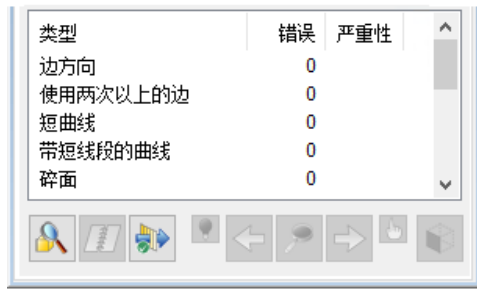 类型 错误 严重性
边方向 0
使用两次以上的边 0
短曲线 0
带短线段的曲线 0
碎面 0